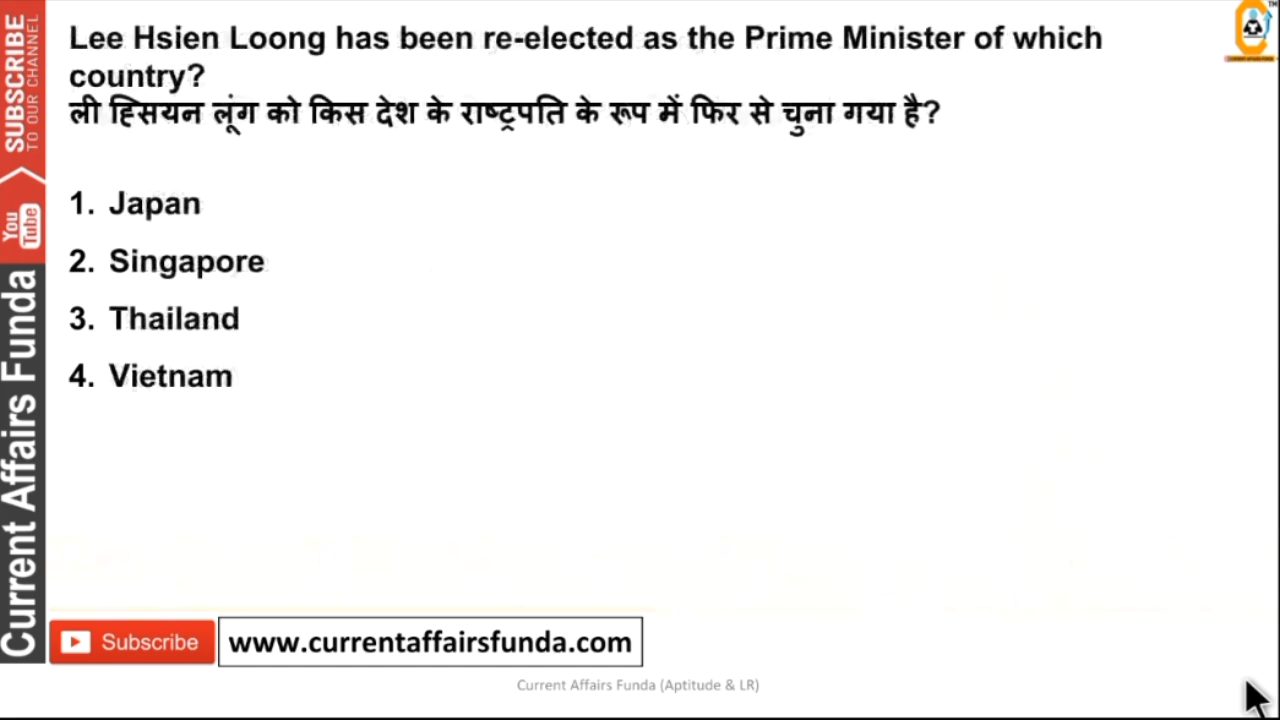 Lee Hsien Loong has been re-elected as the Prime Minister of which
country?
ली ह्सियन लूंग को किस देश के राष्ट्रपति के रूप में फिर से चुना गया है?
1. Japan
2. Singapore
3. Thailand
4. Vietnam
SUBSCRIBE
TO OUR CHANNEL
You
Tube
Current Affairs Funda
Subscribe
www.currentaffairsfunda.com
Current Affairs Funda (Aptitude & LR)